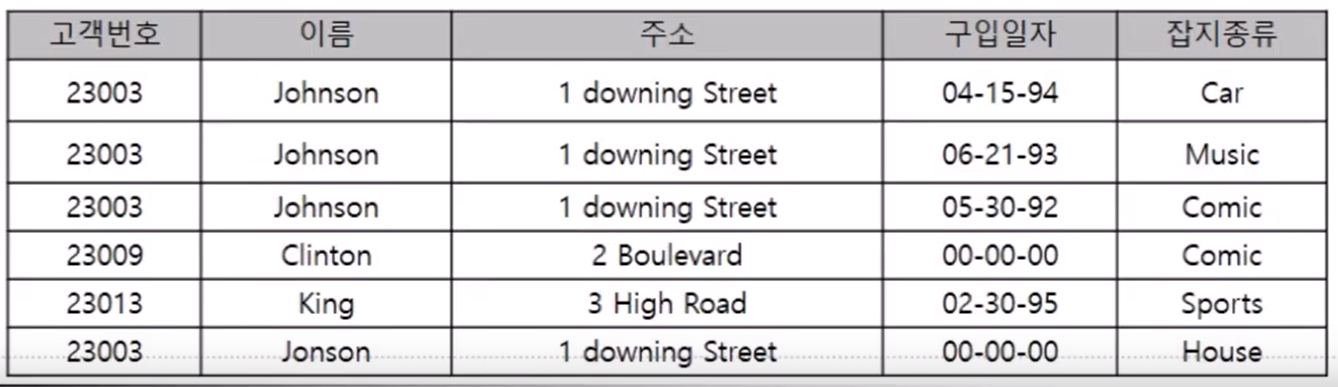 고객번호 이름 주소 구입일자 잡지종류
23003 Johnson 1 downing Street 04-15-94 Car
23003 Johnson 1 downing Street 06-21-93 Music
23003 Johnson 1 downing Street 05-30-92 Comic
23009 Clinton 2 Boulevard 00-00-00 Comic
23013 King 3 High Road 02-30-95 Sports
23003 Jonson 1 downing Street 00-00-00 House